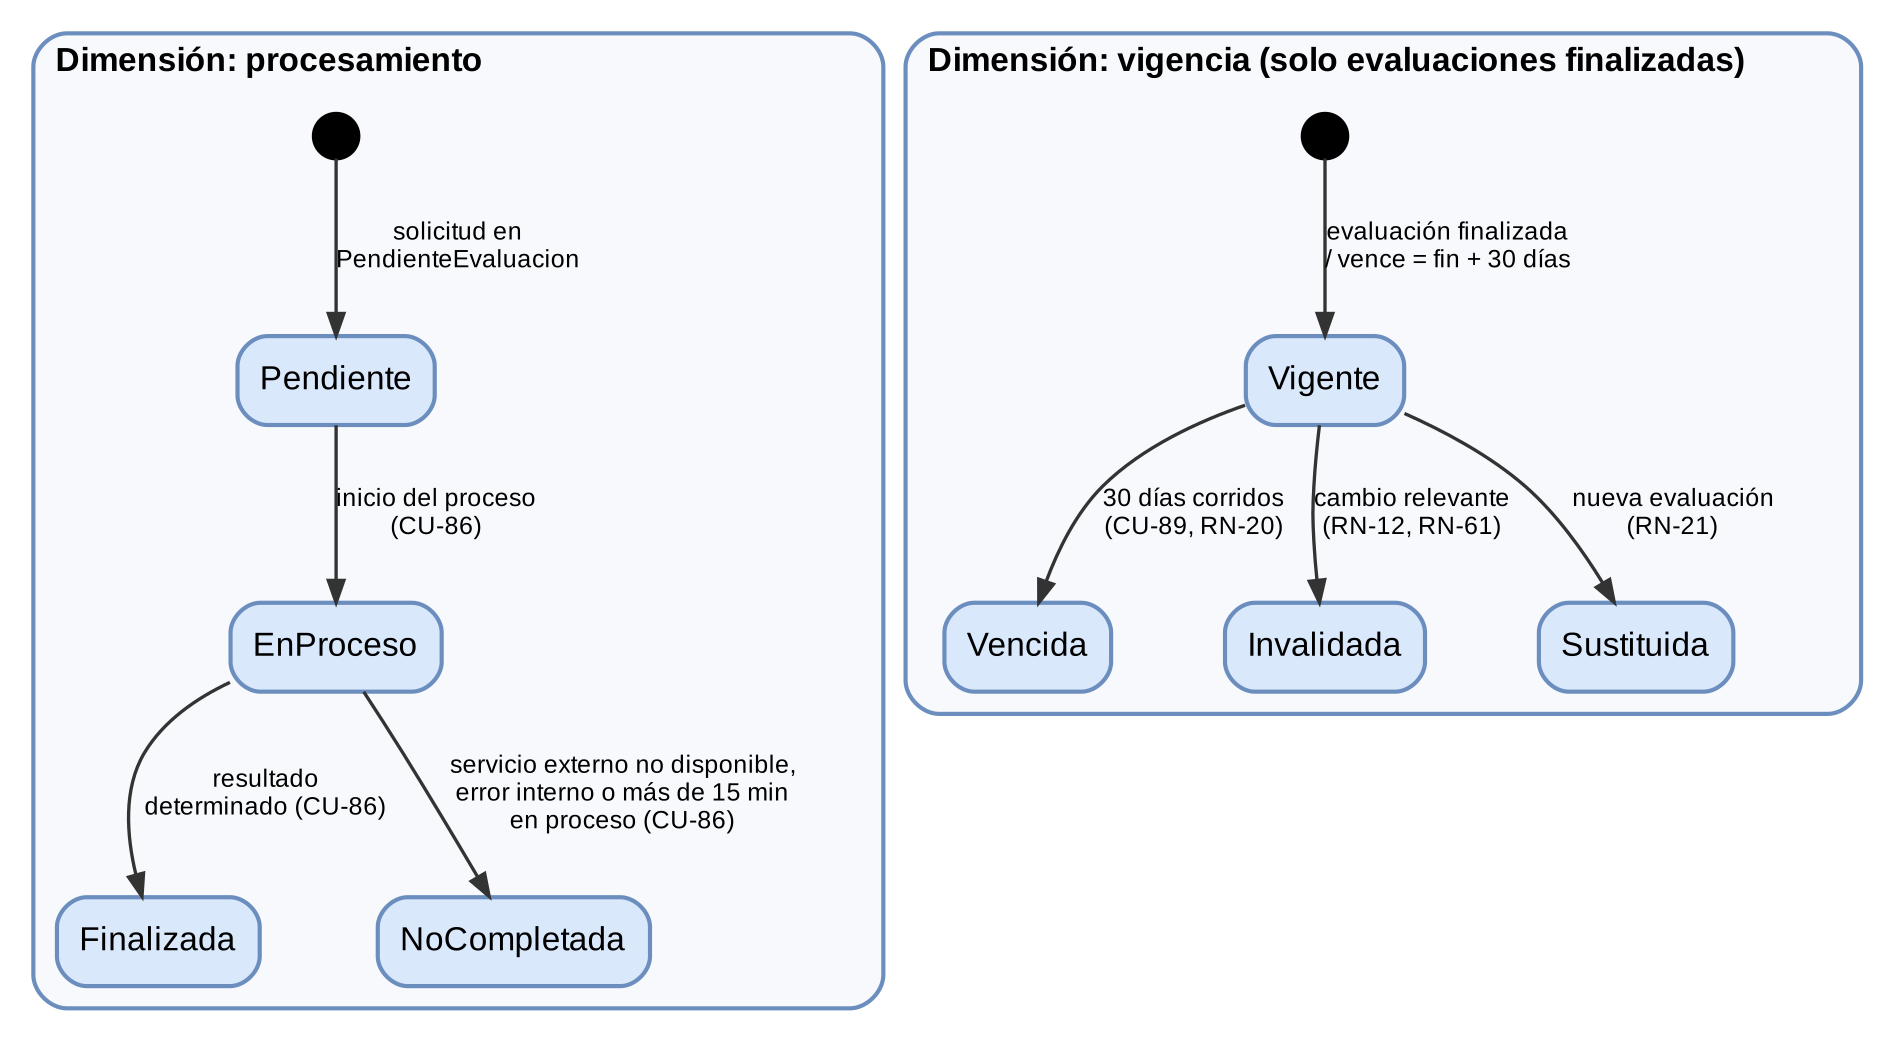 Dimensión: procesamiento
solicitud en
PendienteEvaluacion
Pendiente
inicio del proceso
(CU-86)
EnProceso
resultado
determinado (CU-86)
servicio externo no disponible,
error interno o más de 15 min
en proceso (CU-86)
Finalizada
NoCompletada
Dimensión: vigencia (solo evaluaciones finalizadas)
evaluación finalizada
/ vence = fin + 30 días
Vigente
30 días corridos
(CU-89, RN-20)
cambio relevante
(RN-12, RN-61)
nueva evaluación
(RN-21)
Vencida
Invalidada
Sustituida